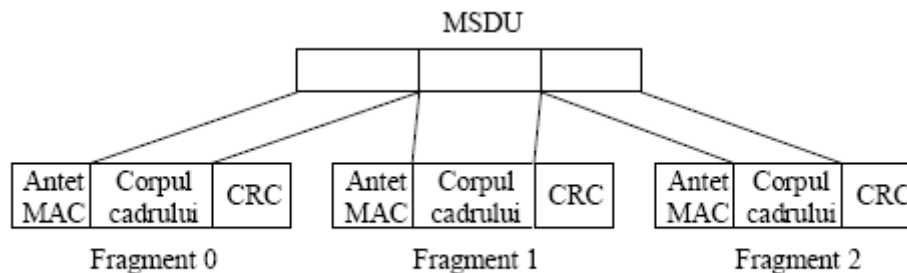 MSDU
Antet
MAC
Corpul
cadrului
CRC
Antet
MAC
Corpul
cadrului
CRC
Antet
MAC
Corpul
cadrului
CRC
Fragment 0
Fragment 1
Fragment 2